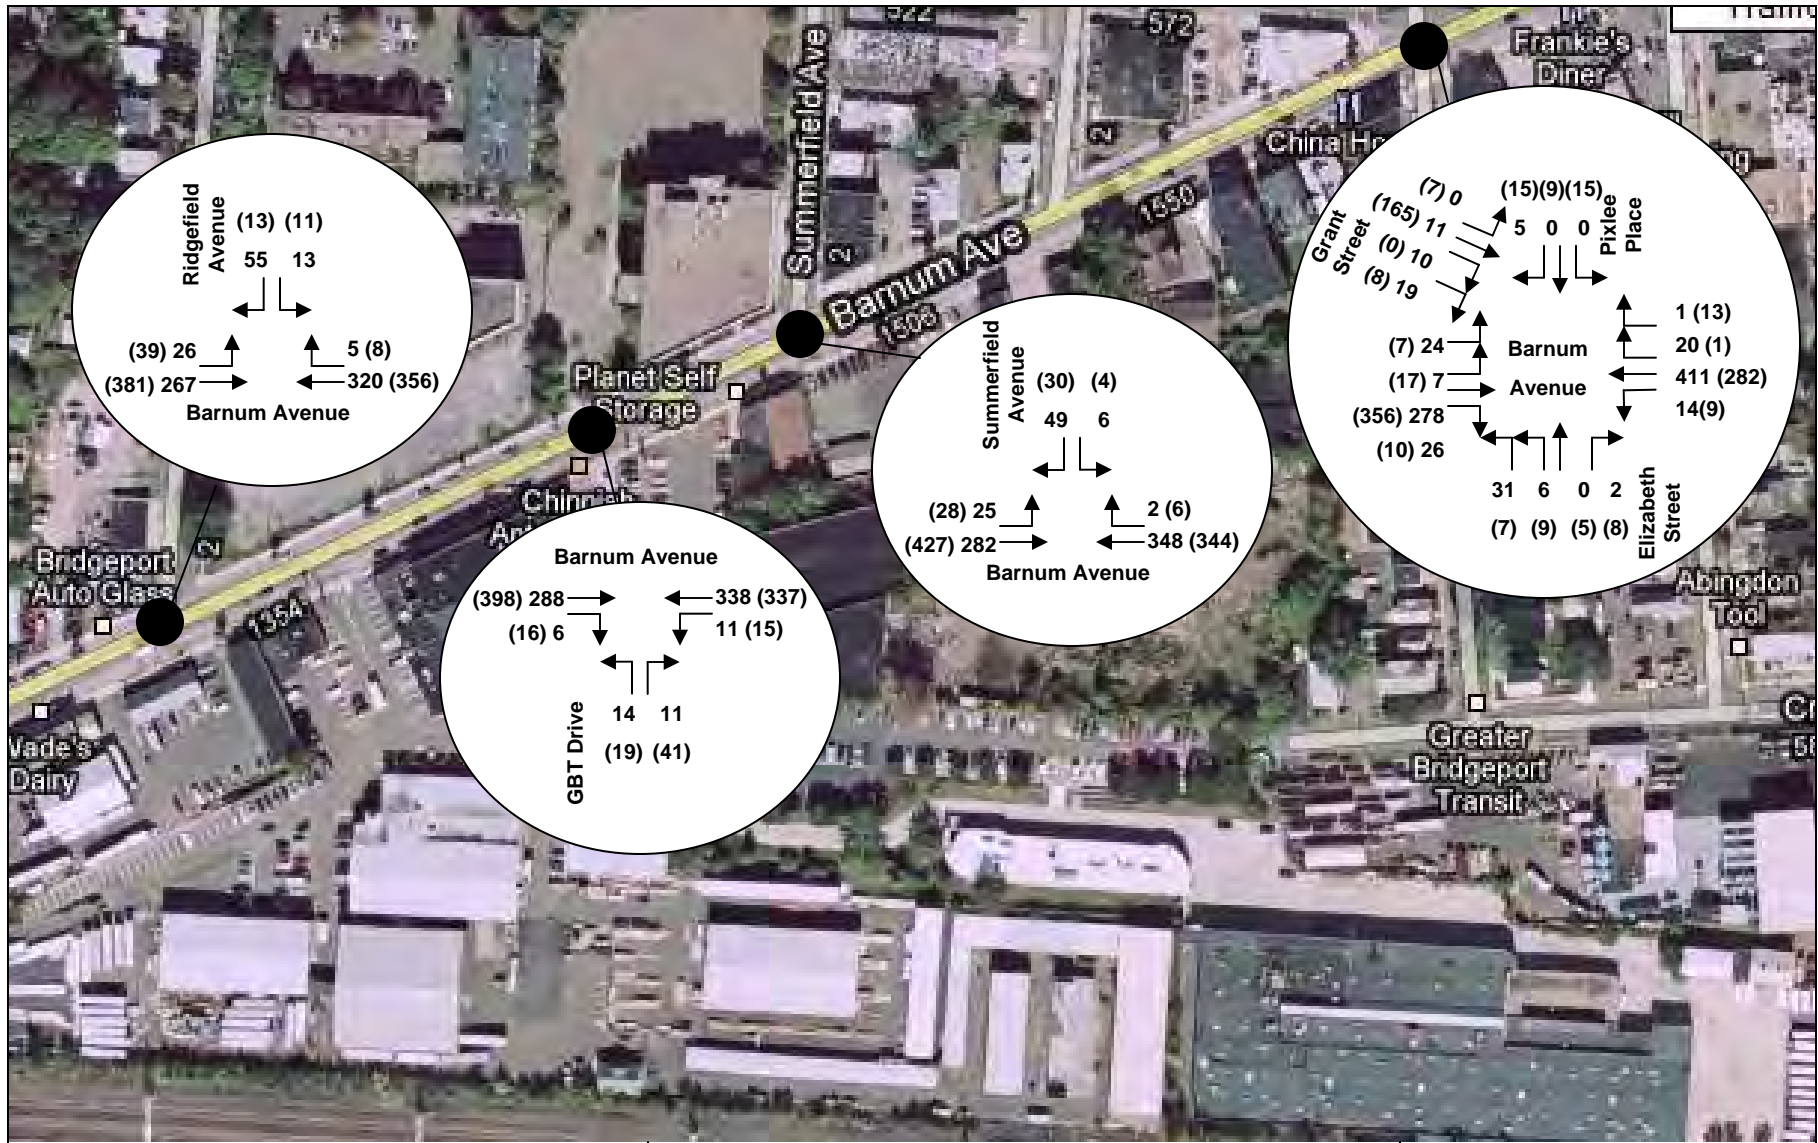 522
572
Frankie's
Diner
Summerfield Ave
2
China
1550
2
Barnum Ave
Planet Self
Storage
Bridgeport
Auto Glass
2
135A
Wade's
Dairy
Abingdon
Tool
Greater
Bridgeport
Transit
Ridgefield
Avenue
(13) (11)
55 13
(39) 26
5 (8)
(381) 267
320 (356)
Barnum Avenue
Barnum Avenue
(398) 288
338 (337)
(16) 6
11 (15)
14 11
(19) (41)
GBT Drive
Summerfield
Avenue
(30) (4)
49 6
(28) 25
2 (6)
(427) 282
348 (344)
Barnum Avenue
Grant
Street
(7) 0
(165) 11
(0) 10
(8) 19
(15)(9)(15)
5 0 0
Pixlee
Place
(7) 24
(17) 7
(356) 278
(10) 26
Barnum
Avenue
1 (13)
20 (1)
411 (282)
14(9)
31 6 0 2
(7) (9) (5) (8)
Elizabeth
Street